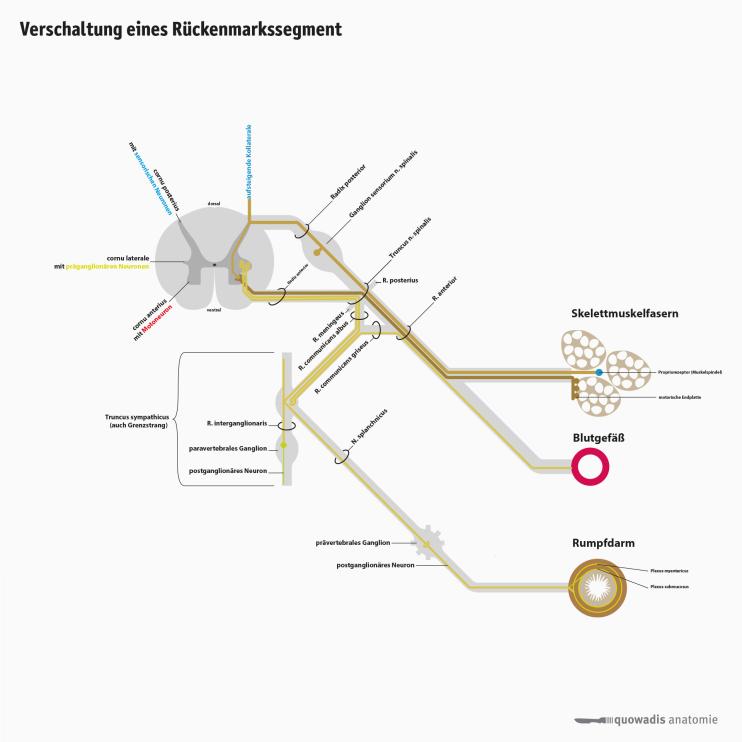 Verschaltung eines Rückenmarkssegment
aufsteigende Kollaterale
cornu posterius
mit sensorischen Neuronen
dorsal
Radix posterior
Ganglion sensorium n. spinalis
Truncus n. spinalis
cornu laterale
mit präganglionären Neuronen
Radix anterior
R. posterius
R. anterior
cornu anterius
mit Motoneuron
ventral
R. meningeus
R. communicans albus
R. communicans griseus
Skelettmuskelfasern
Propriozeptor (Muskelspindel)
motorische Endplatte
Truncus sympathicus
(auch Grenzstrang)
R. interganglionaris
paravertebrales Ganglion
postganglionäres Neuron
N. splanchnicus
Blutgefäß
prävertebrales Ganglion
postganglionäres Neuron
Rumpfdarm
Plexus myentericus
Plexus submucosus
quowadis anatomie